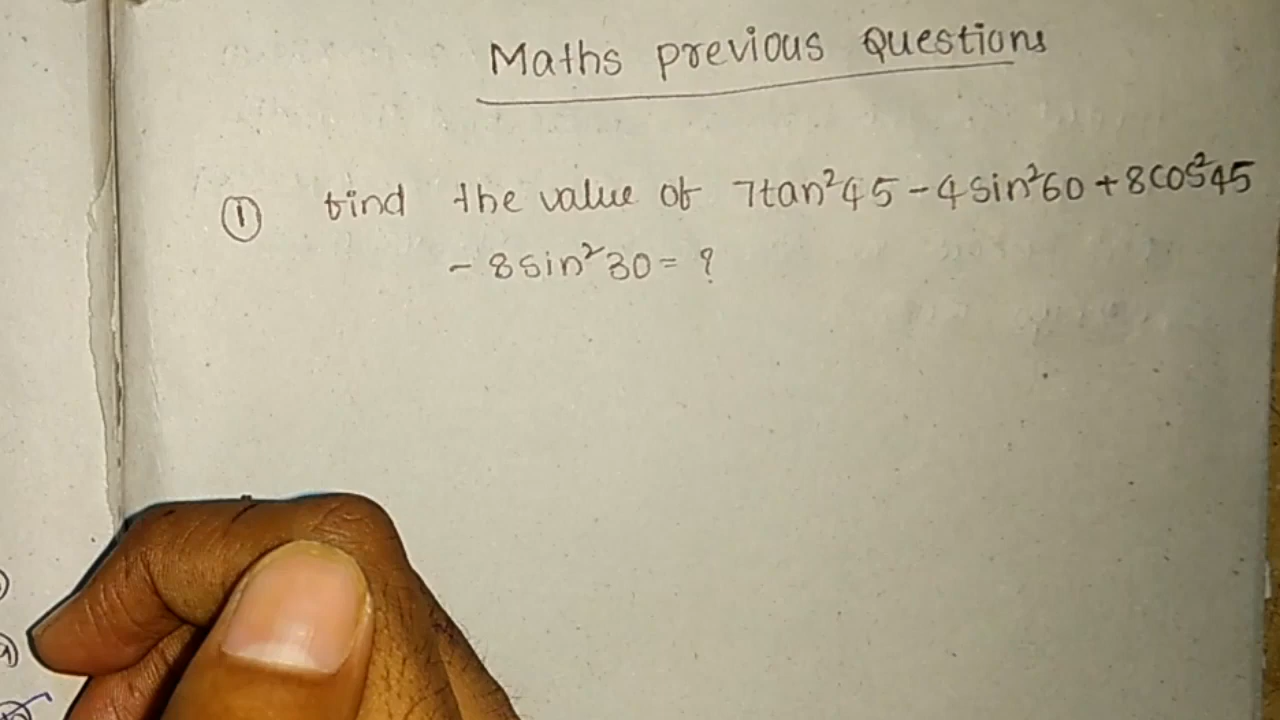 Maths previous Questions
① find the value of 7tan²45 - 4sin²60 + 8cos²45
- 8sin²30 = ?